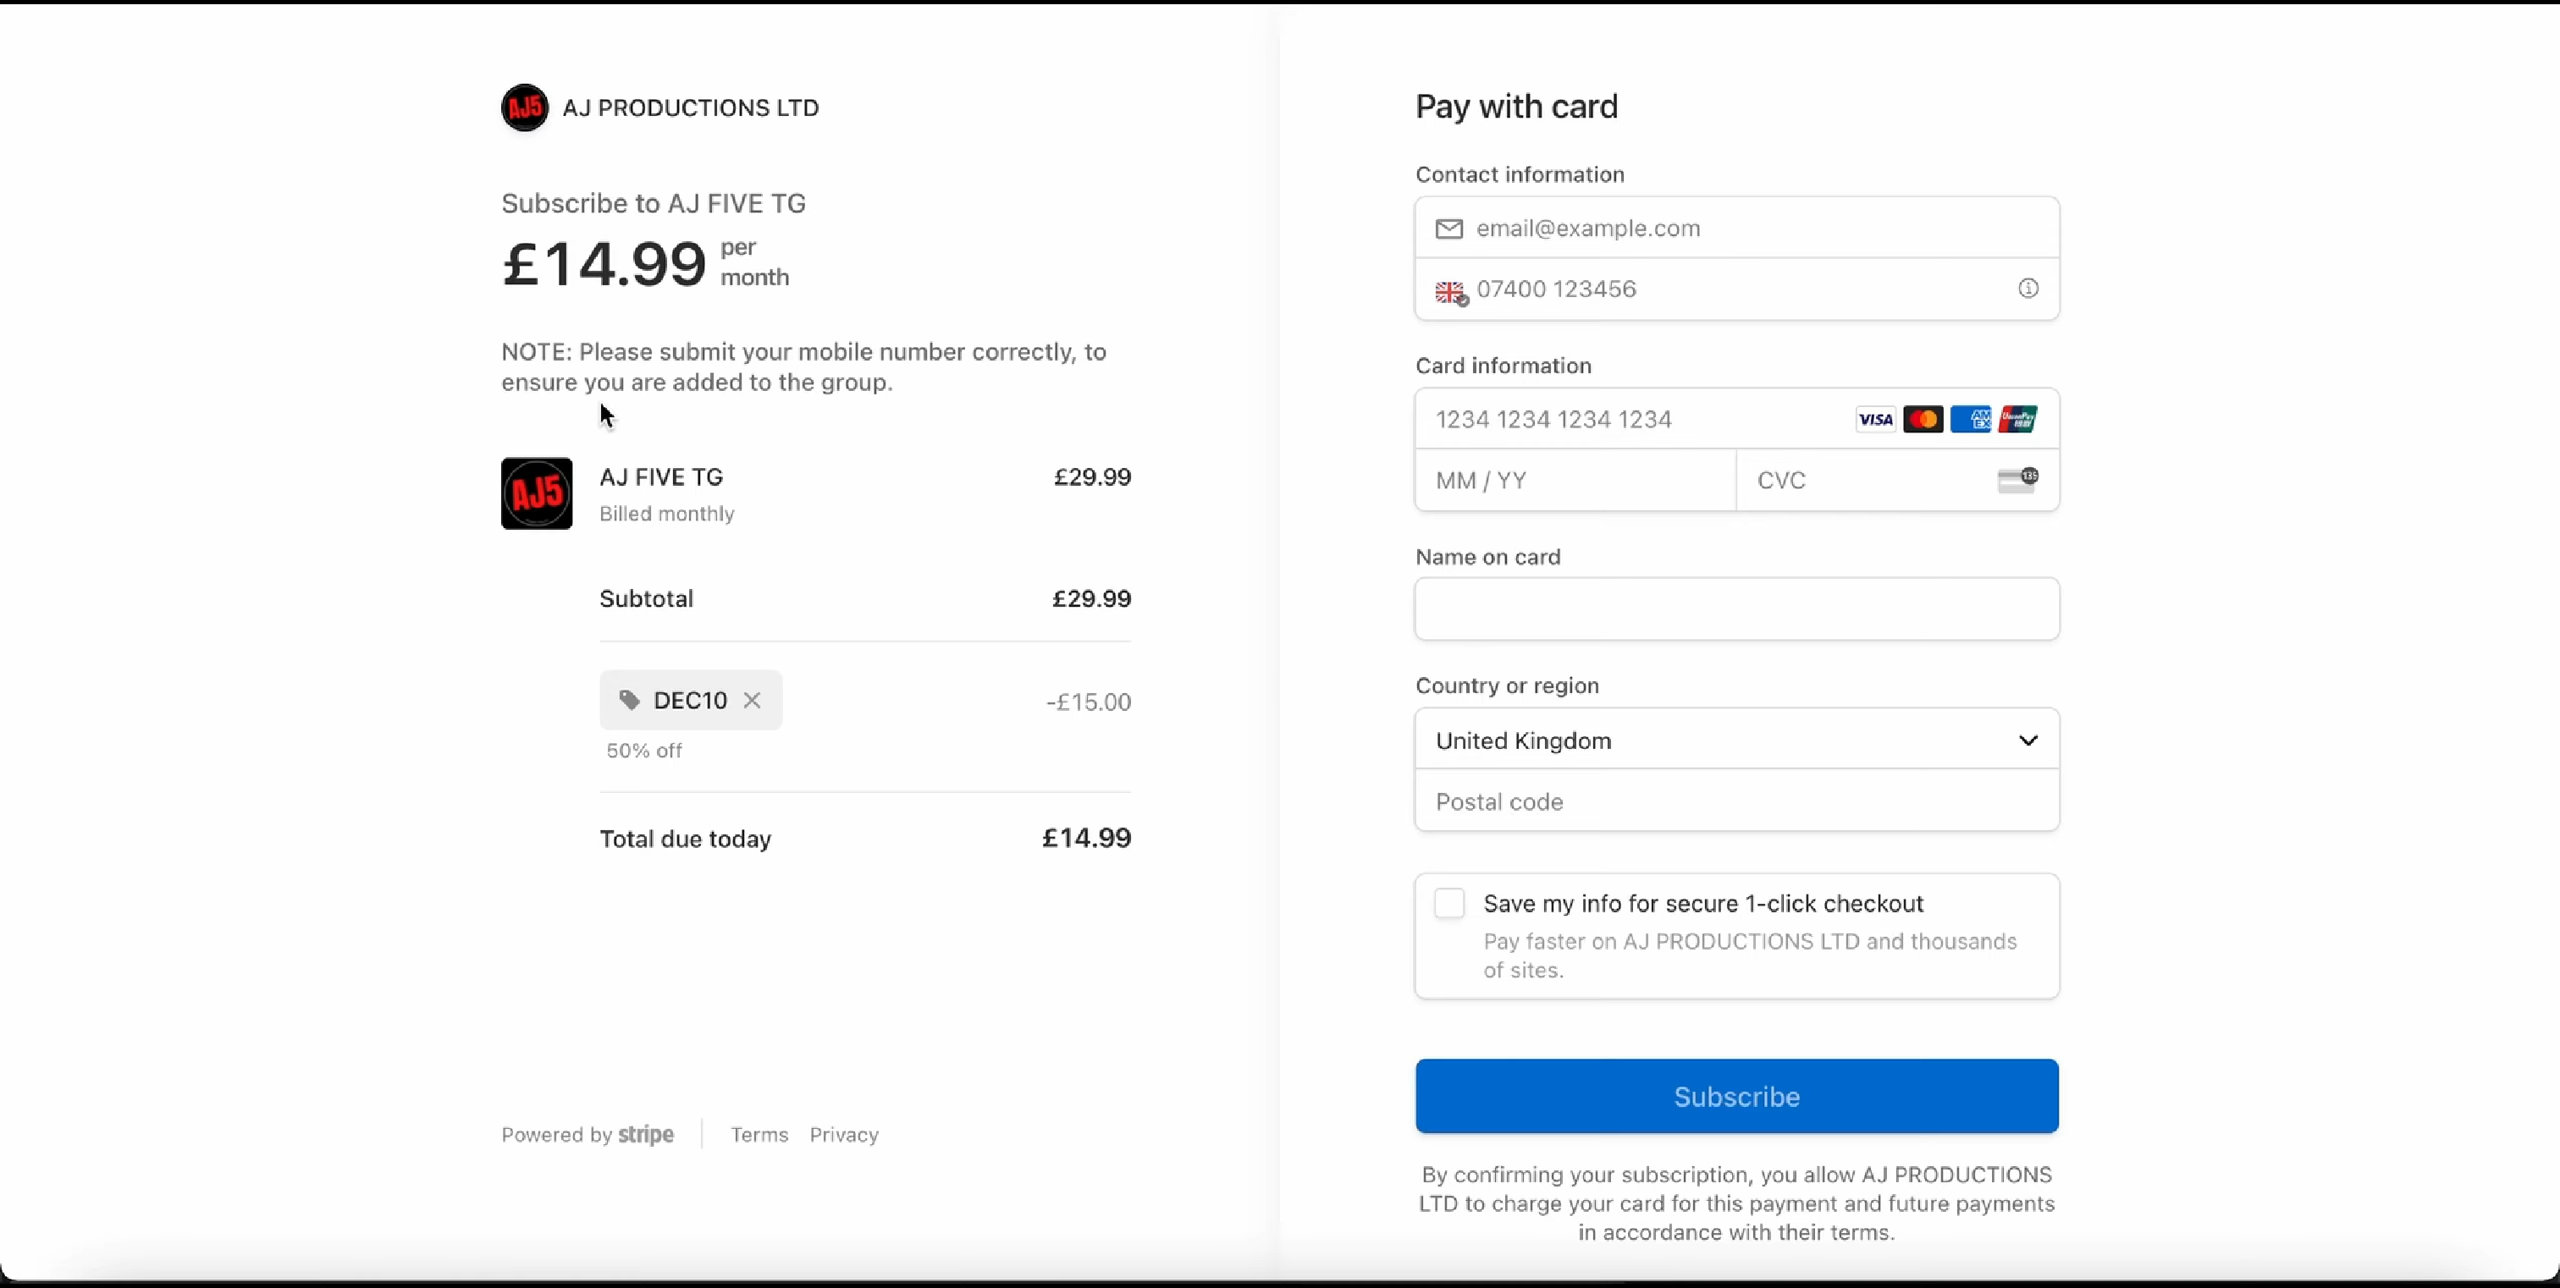 AJ5 AJ PRODUCTIONS LTD
Subscribe to AJ FIVE TG
£14.99 per
month
NOTE: Please submit your mobile number correctly, to
ensure you are added to the group.
AJ5
AJ FIVE TG £29.99
Billed monthly
Subtotal £29.99
DEC10 -£15.00
50% off
Total due today £14.99
Powered by stripe Terms Privacy
Pay with card
Contact information
email@example.com
07400 123456
Card information
1234 1234 1234 1234 VISA AMEX UnionPay
MM / YY CVC 135
Name on card
Country or region
United Kingdom
Postal code
Save my info for secure 1-click checkout
Pay faster on AJ PRODUCTIONS LTD and thousands
of sites.
Subscribe
By confirming your subscription, you allow AJ PRODUCTIONS
LTD to charge your card for this payment and future payments
in accordance with their terms.